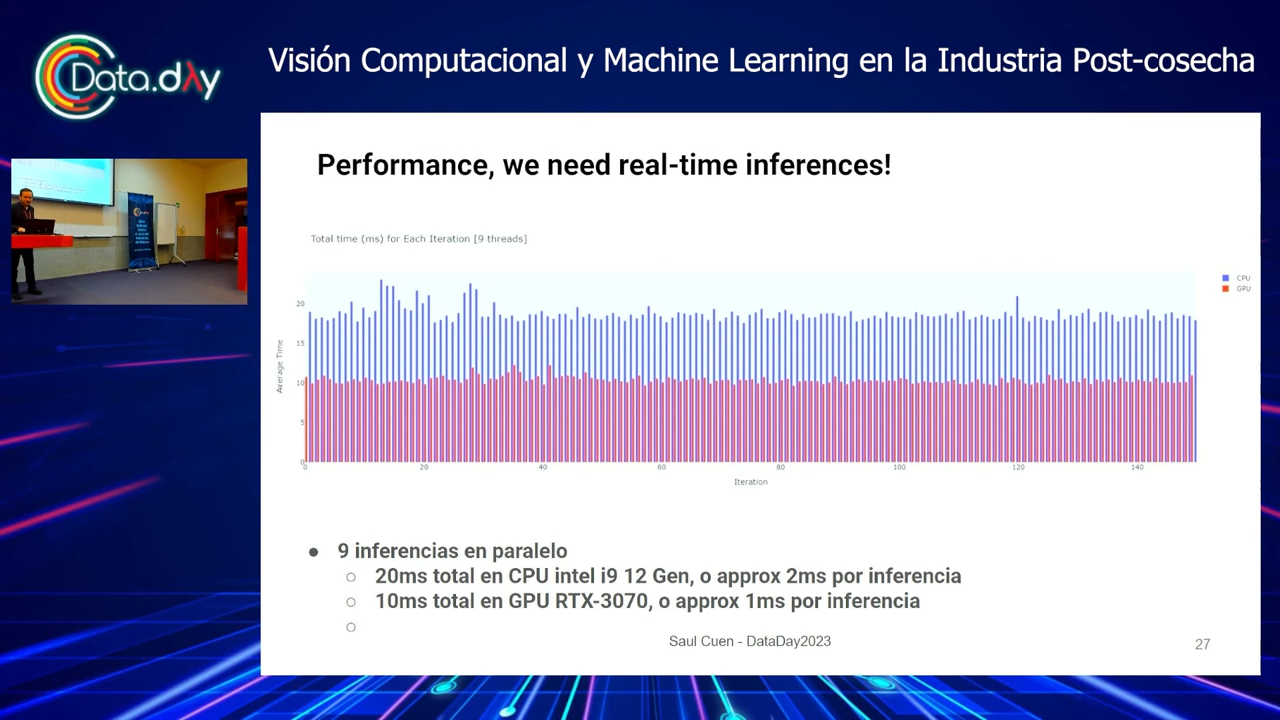 Data.dλy
Visión Computacional y Machine Learning en la Industria Post-cosecha
Performance, we need real-time inferences!
Total time (ms) for Each Iteration [9 threads]
CPU
GPU
Average Time
20
15
10
5
0
0 20 40 60 80 100 120 140
Iteration
● 9 inferencias en paralelo
○ 20ms total en CPU intel i9 12 Gen, o approx 2ms por inferencia
○ 10ms total en GPU RTX-3070, o approx 1ms por inferencia
○
Saul Cuen - DataDay2023
27